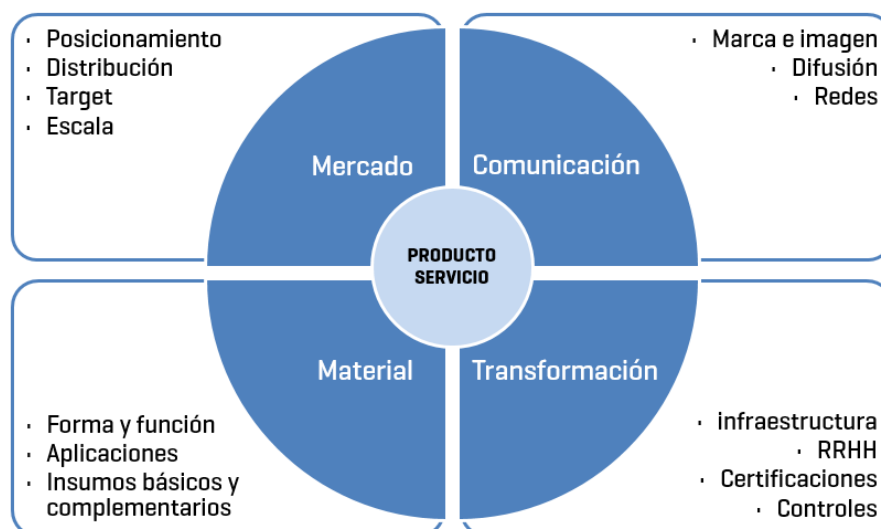 · Posicionamiento
· Distribución
· Target
· Escala
· Marca e imagen
· Difusión
· Redes
Mercado
Comunicación
PRODUCTO
SERVICIO
Material
Transformación
· Forma y función
· Aplicaciones
· Insumos básicos y
complementarios
· infraestructura
· RRHH
· Certificaciones
· Controles